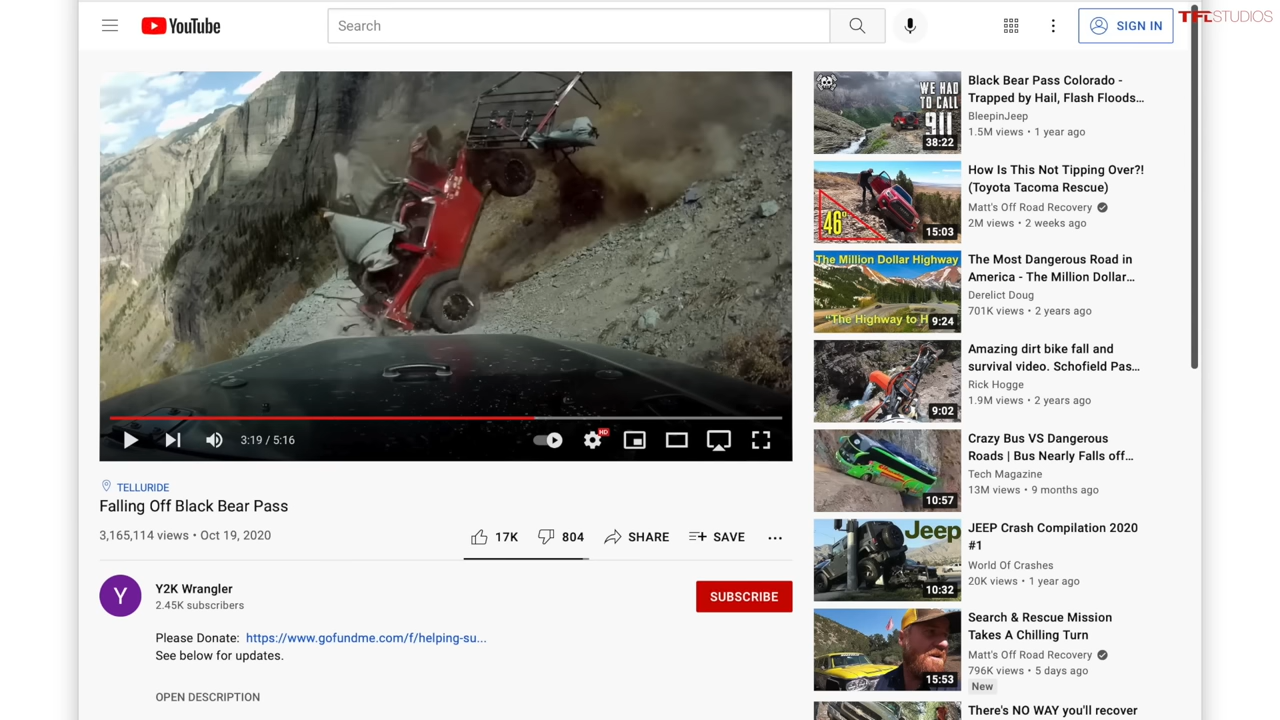 YouTube
Search
SIGN IN
TFLSTUDIOS
3:19 / 5:16
HD
TELLURIDE
Falling Off Black Bear Pass
3,165,114 views • Oct 19, 2020
17K
804
SHARE
SAVE
Y
Y2K Wrangler
2.45K subscribers
SUBSCRIBE
Please Donate: https://www.gofundme.com/f/helping-su...
See below for updates.
OPEN DESCRIPTION
WE HAD
TO CALL
911
38:22
Black Bear Pass Colorado -
Trapped by Hail, Flash Floods...
BleepinJeep
1.5M views • 1 year ago
46°
15:03
How Is This Not Tipping Over?!
(Toyota Tacoma Rescue)
Matt's Off Road Recovery
2M views • 2 weeks ago
The Million Dollar Highway
"The Highway to H
9:24
The Most Dangerous Road in
America - The Million Dollar...
Derelict Doug
701K views • 2 years ago
9:02
Amazing dirt bike fall and
survival video. Schofield Pas...
Rick Hogge
1.9M views • 2 years ago
10:57
Crazy Bus VS Dangerous
Roads | Bus Nearly Falls off...
Tech Magazine
13M views • 9 months ago
Jeep
10:32
JEEP Crash Compilation 2020
#1
World Of Crashes
20K views • 1 year ago
15:53
Search & Rescue Mission
Takes A Chilling Turn
Matt's Off Road Recovery
796K views • 5 days ago
New
There's NO WAY you'll recover